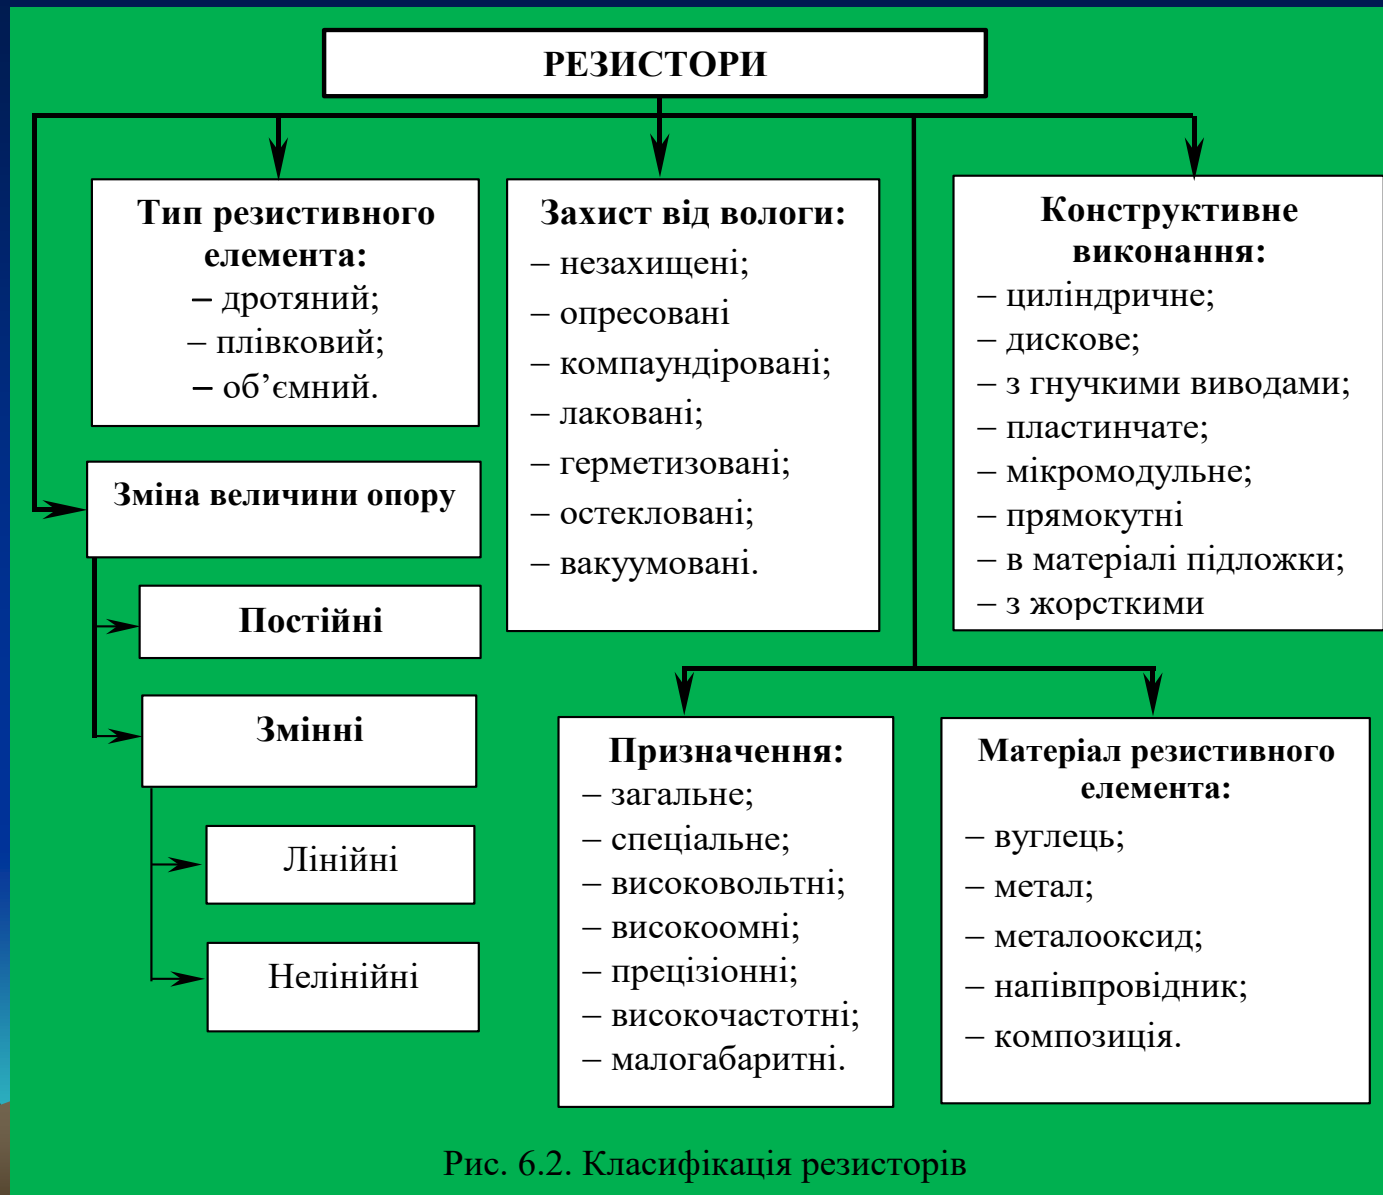 РЕЗИСТОРИ
Тип резистивного
елемента:
– дротяний;
– плівковий;
– об’ємний.
Захист від вологи:
– незахищені;
– опресовані
– компаундіровані;
– лаковані;
– герметизовані;
– остекловані;
– вакуумовані.
Конструктивне
виконання:
– циліндричне;
– дискове;
– з гнучкими виводами;
– пластинчате;
– мікромодульне;
– прямокутні
– в матеріалі підложки;
– з жорсткими
Зміна величини опору
Постійні
Змінні
Лінійні
Нелінійні
Призначення:
– загальне;
– спеціальне;
– високовольтні;
– високоомні;
– прецізіонні;
– високочастотні;
– малогабаритні.
Матеріал резистивного
елемента:
– вуглець;
– метал;
– металооксид;
– напівпровідник;
– композиція.
Рис. 6.2. Класифікація резисторів